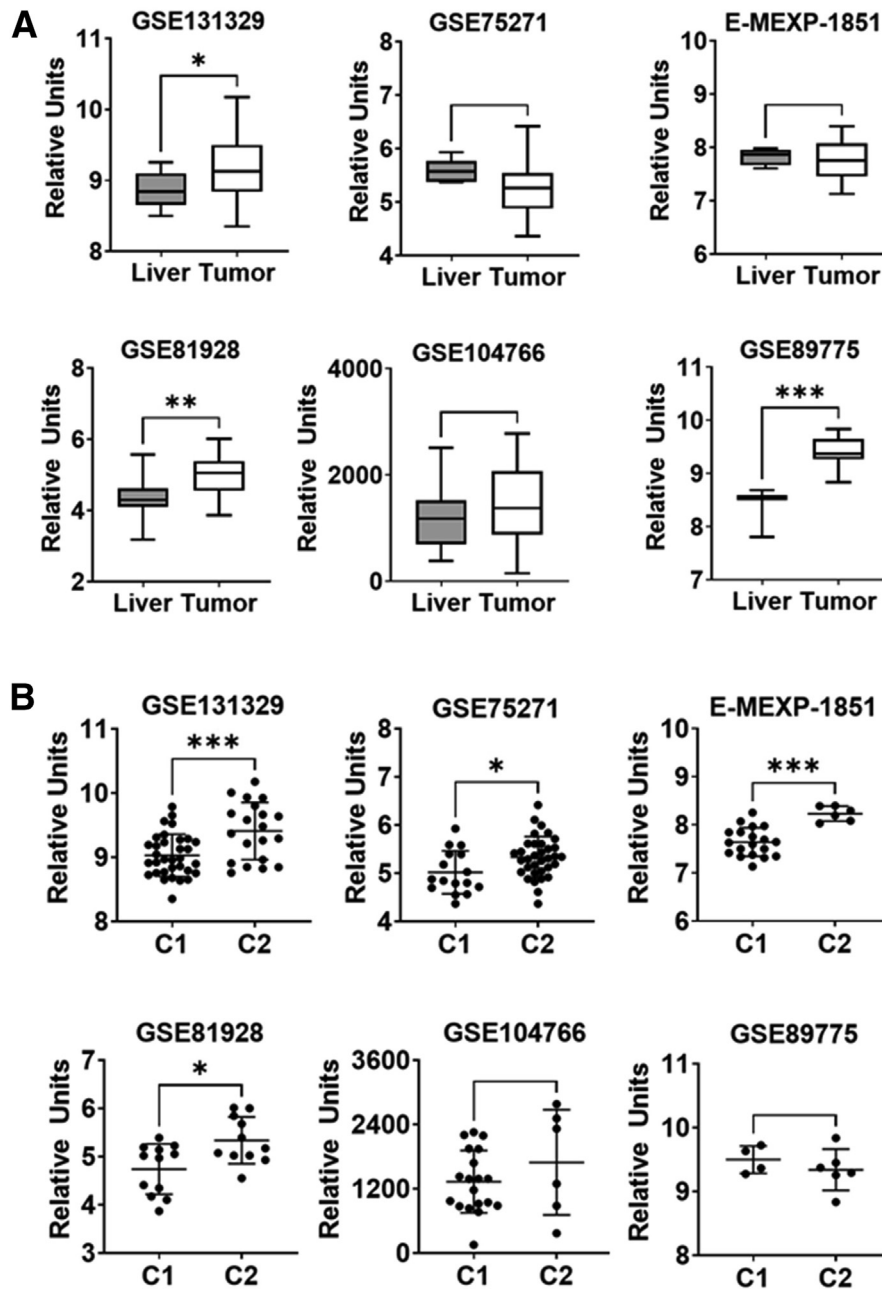 A
GSE131329
GSE75271
E-MEXP-1851
Relative Units
11
10
9
8
*
Liver Tumor
Relative Units
8
7
6
5
4
Liver Tumor
Relative Units
10
9
8
7
6
Liver Tumor
GSE81928
GSE104766
GSE89775
Relative Units
8
6
4
2
**
Liver Tumor
Relative Units
4000
2000
0
Liver Tumor
Relative Units
11
10
9
8
7
***
Liver Tumor
B
GSE131329
GSE75271
E-MEXP-1851
Relative Units
11
10
9
8
***
C1 C2
Relative Units
8
7
6
5
4
*
C1 C2
Relative Units
10
9
8
7
6
***
C1 C2
GSE81928
GSE104766
GSE89775
Relative Units
7
6
5
4
3
*
C1 C2
Relative Units
3600
2400
1200
0
C1 C2
Relative Units
11
10
9
8
C1 C2